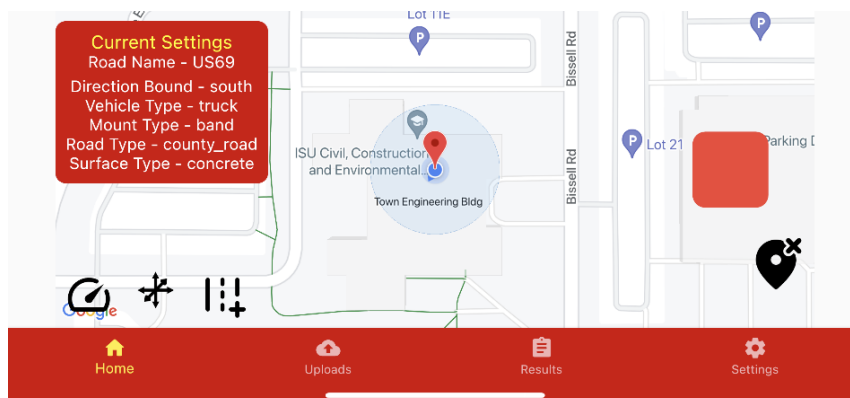 Current Settings
Road Name - US69
Direction Bound - south
Vehicle Type - truck
Mount Type - band
Road Type - county_road
Surface Type - concrete
Lot 11E
P
P
Bissell Rd
ISU Civil, Construction
and Environmental...
Town Engineering Bldg
Bissell Rd
P
Lot 21
Parking D
Google
Home
Uploads
Results
Settings